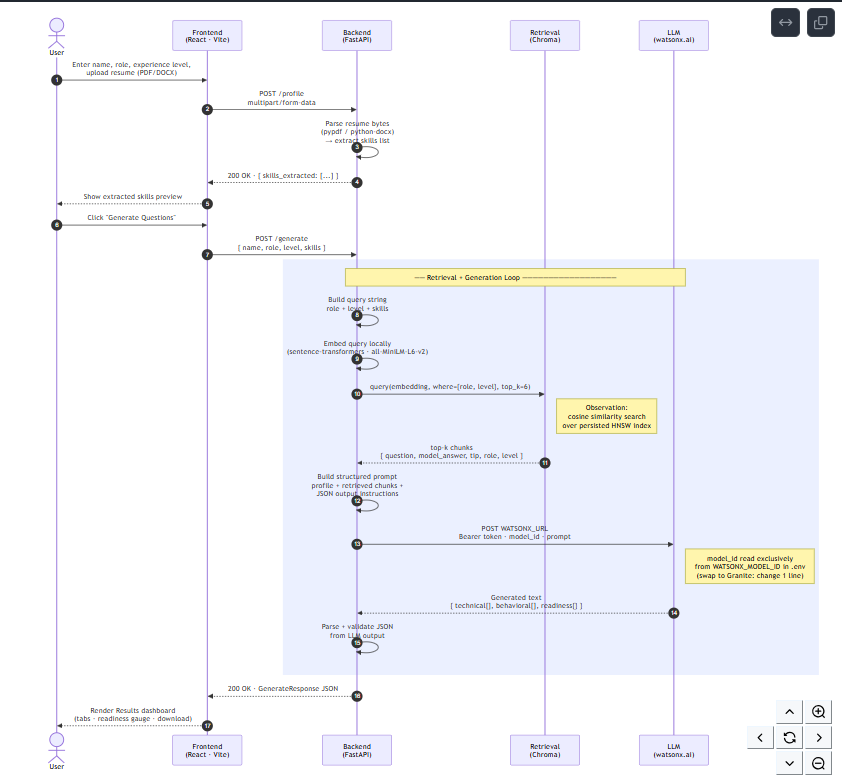 User
Frontend
(React · Vite)
Backend
(FastAPI)
Retrieval
(Chroma)
LLM
(watsonx.ai)
Enter name, role, experience level,
upload resume (PDF/DOCX)
1
POST /profile
multipart/form-data
2
Parse resume bytes
(pypdf / python-docx)
→ extract skills list
3
200 OK · { skills_extracted: [...] }
4
Show extracted skills preview
5
Click "Generate Questions"
6
POST /generate
{ name, role, level, skills }
7
── Retrieval + Generation Loop ──────────────────
Build query string
role + level + skills
8
Embed query locally
(sentence-transformers · all-MiniLM-L6-v2)
9
query(embedding, where={role, level}, top_k=6)
10
Observation:
cosine similarity search
over persisted HNSW index
top-k chunks
{ question, model_answer, tip, role, level }
11
Build structured prompt
profile + retrieved chunks +
JSON output instructions
12
POST WATSONX_URL
Bearer token · model_id · prompt
13
model_id read exclusively
from WATSONX_MODEL_ID in .env
(swap to Granite: change 1 line)
Generated text
{ technical[], behavioral[], readiness{} }
14
Parse + validate JSON
from LLM output
15
200 OK · GenerateResponse JSON
16
Render Results dashboard
(tabs · readiness gauge · download)
17
User
Frontend
(React · Vite)
Backend
(FastAPI)
Retrieval
(Chroma)
LLM
(watsonx.ai)